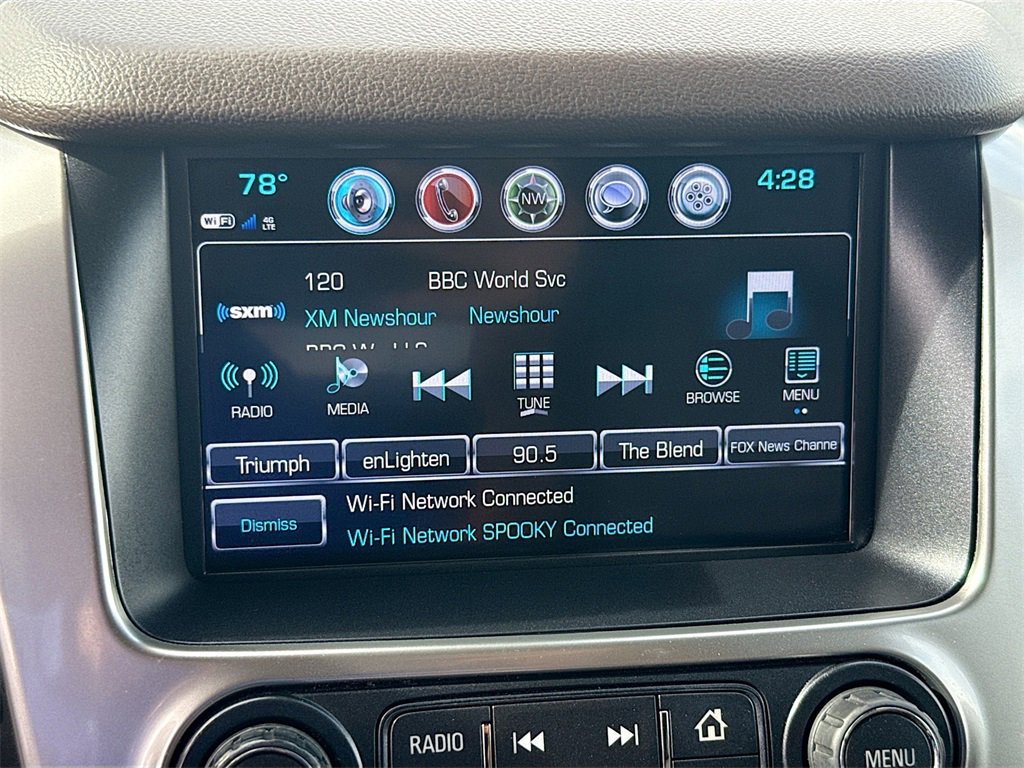 78° NW 4:28
WiFi 4G LTE
120 BBC World Svc
sxm
XM Newshour Newshour
RADIO MEDIA TUNE BROWSE MENU
Triumph enLighten 90.5 The Blend FOX News Channe
Dismiss
Wi-Fi Network Connected
Wi-Fi Network SPOOKY Connected
RADIO MENU